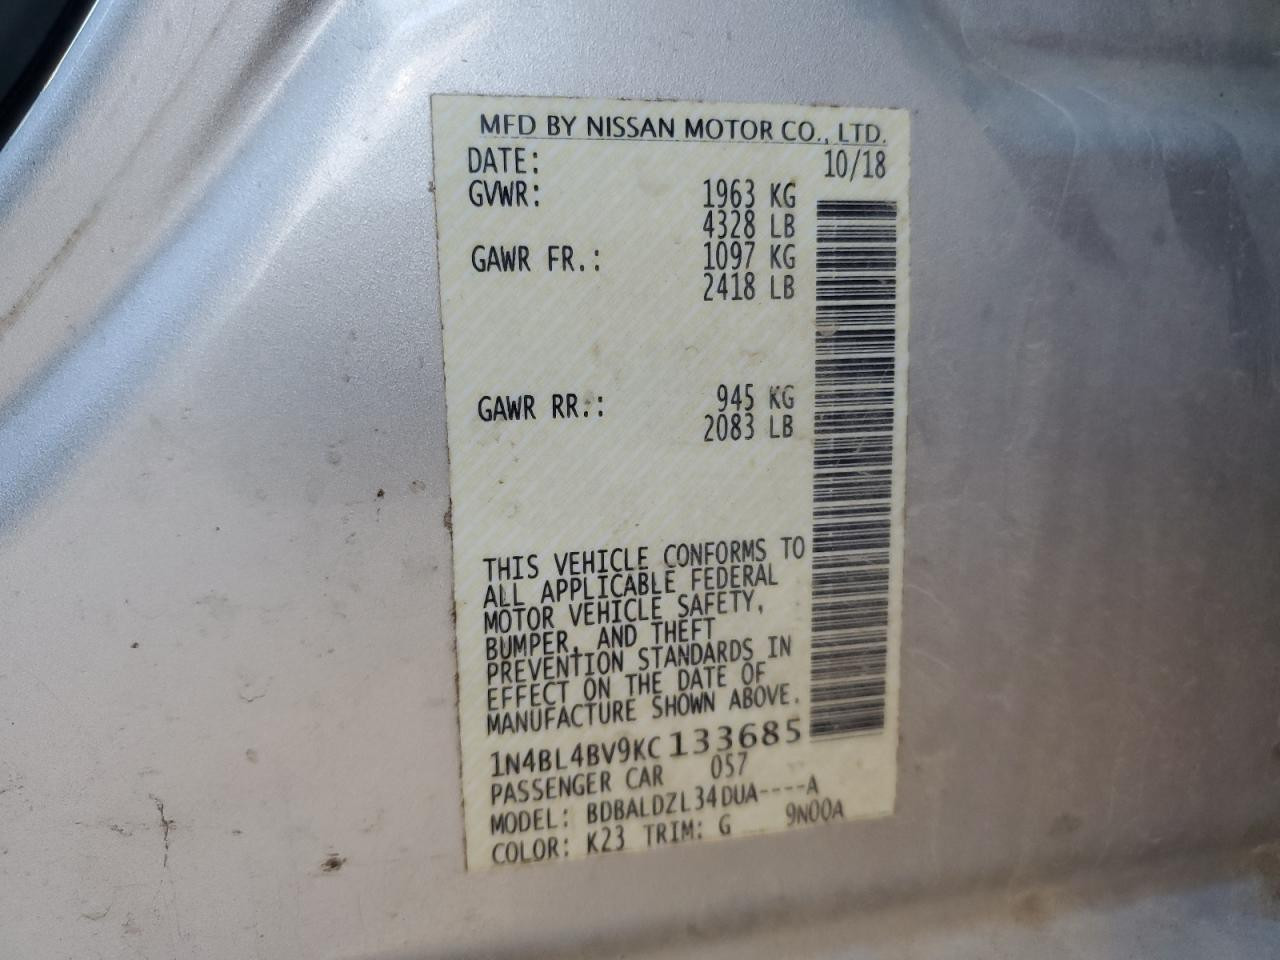 MFD BY NISSAN MOTOR CO., LTD.
DATE: 10/18
GVWR: 1963 KG
4328 LB
GAWR FR.: 1097 KG
2418 LB
GAWR RR.: 945 KG
2083 LB
THIS VEHICLE CONFORMS TO
ALL APPLICABLE FEDERAL
MOTOR VEHICLE SAFETY,
BUMPER, AND THEFT
PREVENTION STANDARDS IN
EFFECT ON THE DATE OF
MANUFACTURE SHOWN ABOVE.
1N4BL4BV9KC133685
PASSENGER CAR 057
MODEL: BDBALDZL34DUA----A
COLOR: K23 TRIM: G 9N00A